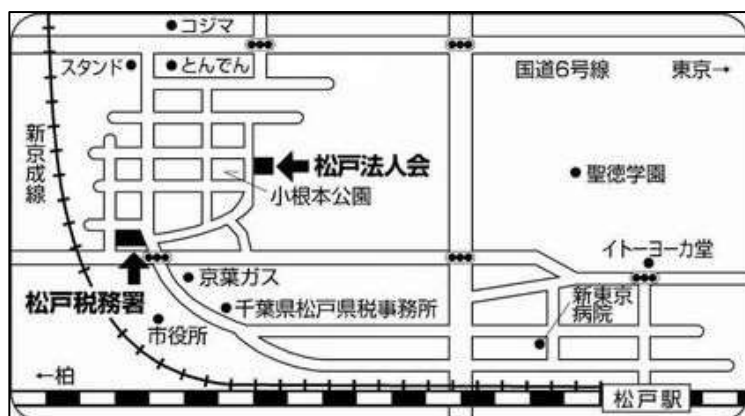 コジマ
スタンド
とんでん
国道6号線
東京→
新京成線
松戸法人会
聖徳学園
小根本公園
イトーヨーカ堂
京葉ガス
松戸税務署
千葉県松戸県税事務所
新東京
病院
市役所
←柏
松戸駅